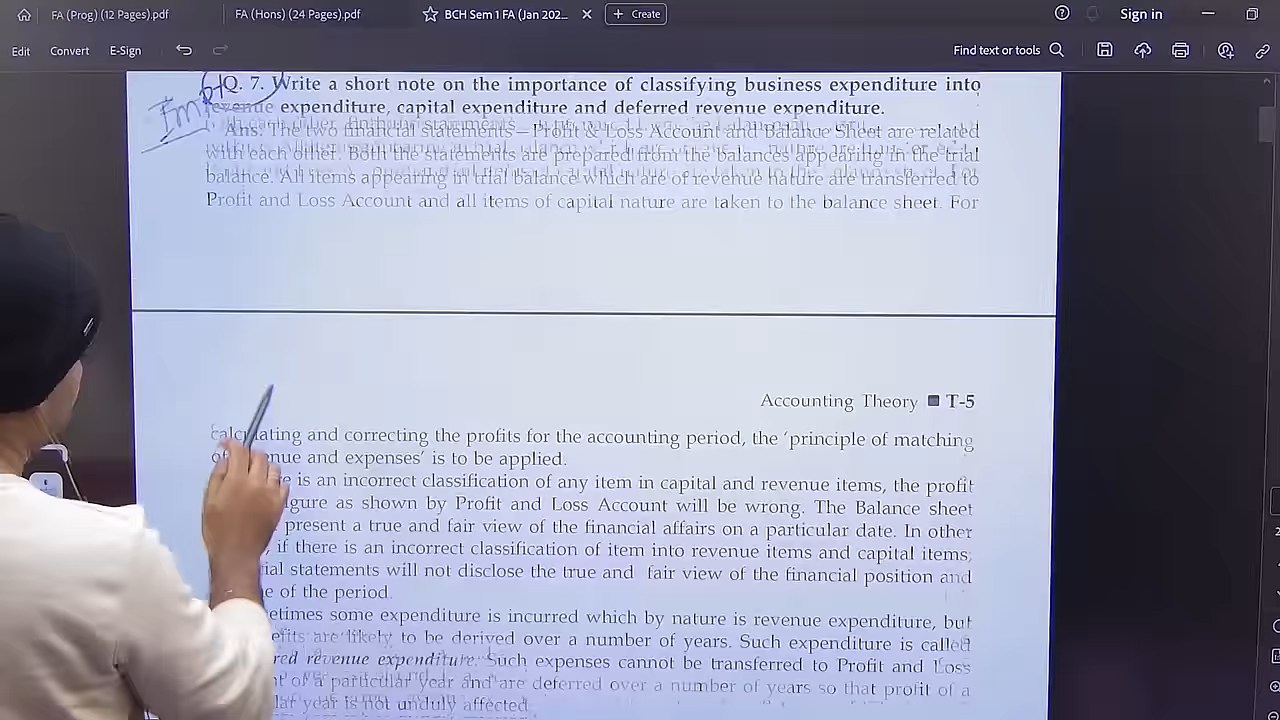 FA (Prog) (12 Pages).pdf
FA (Hons) (24 Pages).pdf
BCH Sem 1 FA (Jan 202...
Create
Sign in
Edit
Convert
E-Sign
Find text or tools
Imp
Q. 7. Write a short note on the importance of classifying business expenditure into
revenue expenditure, capital expenditure and deferred revenue expenditure.
Ans. The two financial statements – Profit & Loss Account and Balance Sheet are related
with each other. Both the statements are prepared from the balances appearing in the trial
balance. All items appearing in trial balance which are of revenue nature are transferred to
Profit and Loss Account and all items of capital nature are taken to the balance sheet. For
Accounting Theory ■ T-5
calculating and correcting the profits for the accounting period, the 'principle of matching
nue and expenses' is to be applied.
is an incorrect classification of any item in capital and revenue items, the profit
igure as shown by Profit and Loss Account will be wrong. The Balance sheet
present a true and fair view of the financial affairs on a particular date. In other
, if there is an incorrect classification of item into revenue items and capital items,
ial statements will not disclose the true and fair view of the financial position and
e of the period.
etimes some expenditure is incurred which by nature is revenue expenditure, but
efits are likely to be derived over a number of years. Such expenditure is called
red revenue expenditure. Such expenses cannot be transferred to Profit and Loss
t of a particular year and are deferred over a number of years so that profit of a
lar year is not unduly affected